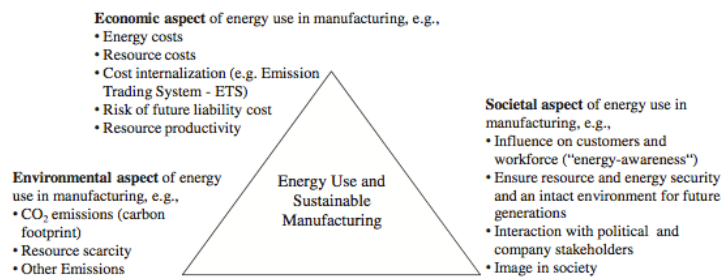 Economic aspect of energy use in manufacturing, e.g.,
• Energy costs
• Resource costs
• Cost internalization (e.g. Emission
Trading System - ETS)
• Risk of future liability cost
• Resource productivity
Environmental aspect of energy
use in manufacturing, e.g.,
• CO₂ emissions (carbon
footprint)
• Resource scarcity
• Other Emissions
Energy Use and
Sustainable
Manufacturing
Societal aspect of energy use in
manufacturing, e.g.,
• Influence on customers and
workforce (“energy-awareness“)
• Ensure resource and energy security
and an intact environment for future
generations
• Interaction with political and
company stakeholders
• Image in society